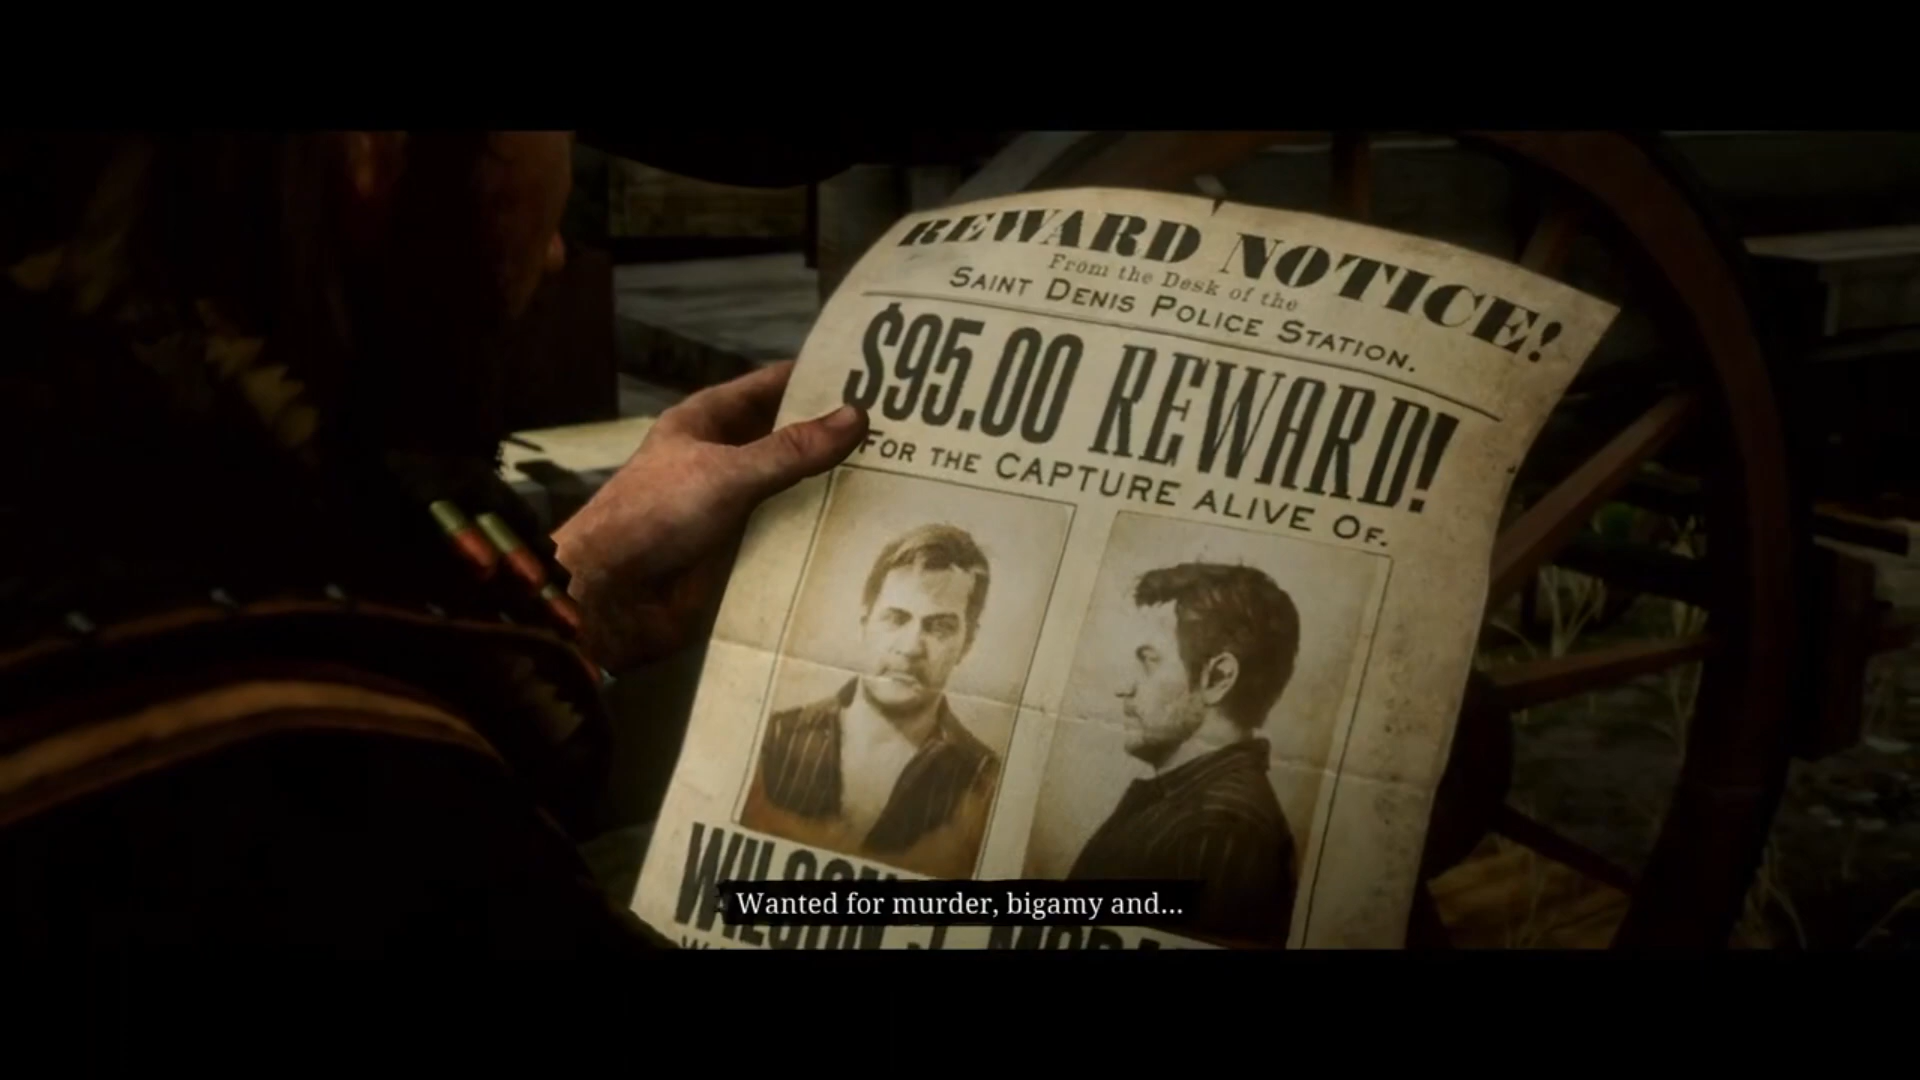 REWARD NOTICE!
From the Desk of the
SAINT DENIS POLICE STATION.
$95.00 REWARD!
FOR THE CAPTURE ALIVE OF.
WILSON J.
Wanted for murder, bigamy and...